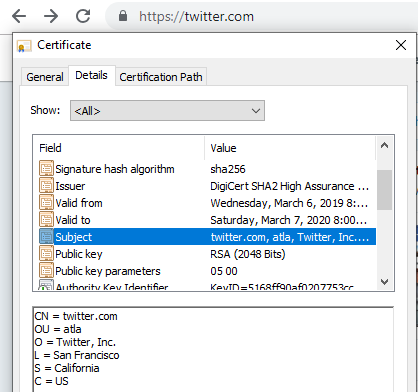 https://twitter.com
Certificate
General Details Certification Path
Show: <All>
Field Value
Signature hash algorithm sha256
Issuer DigiCert SHA2 High Assurance ...
Valid from Wednesday, March 6, 2019 8...
Valid to Saturday, March 7, 2020 8:00...
Subject twitter.com, atla, Twitter, Inc....
Public key RSA (2048 Bits)
Public key parameters 05 00
Authority Key Identifier KeyID=5168ff90af0207753cc
CN = twitter.com
OU = atla
O = Twitter, Inc.
L = San Francisco
S = California
C = US